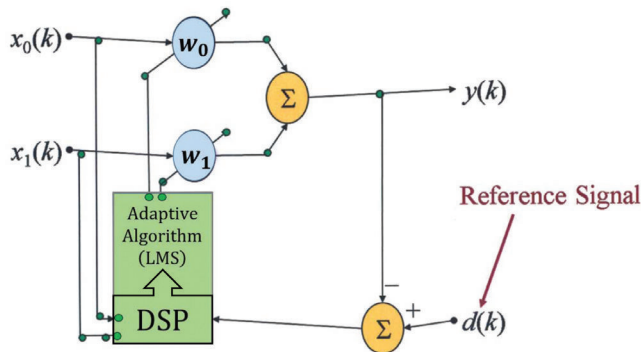 x₀(k)
w₀
Σ
y(k)
x₁(k)
w₁
Reference Signal
Adaptive
Algorithm
(LMS)
−
+
DSP
Σ
d(k)